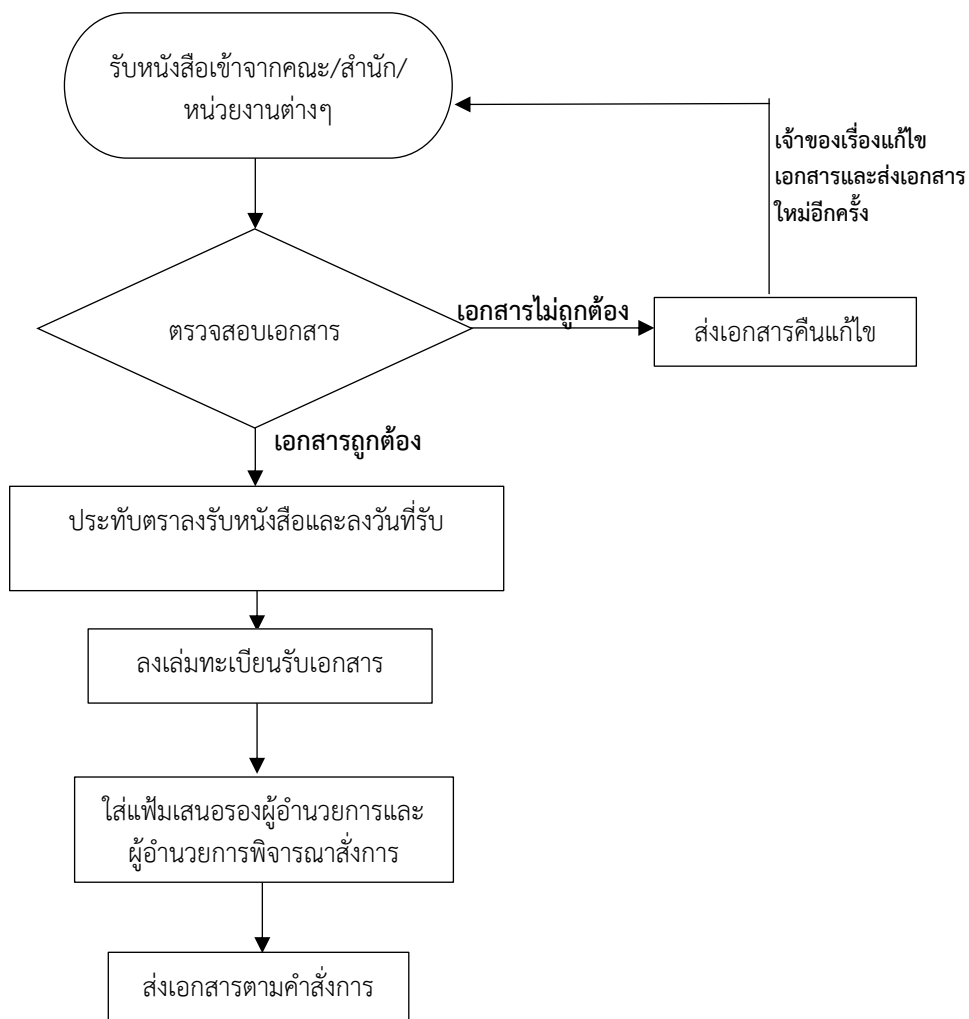 รับหนังสือเข้าจากคณะ/สำนัก/
หน่วยงานต่างๆ
เจ้าของเรื่องแก้ไข
เอกสารและส่งเอกสาร
ใหม่อีกครั้ง
ตรวจสอบเอกสาร
เอกสารไม่ถูกต้อง
ส่งเอกสารคืนแก้ไข
เอกสารถูกต้อง
ประทับตราลงรับหนังสือและลงวันที่รับ
ลงเล่มทะเบียนรับเอกสาร
ใส่แฟ้มเสนอรองผู้อำนวยการและ
ผู้อำนวยการพิจารณาสั่งการ
ส่งเอกสารตามคำสั่งการ